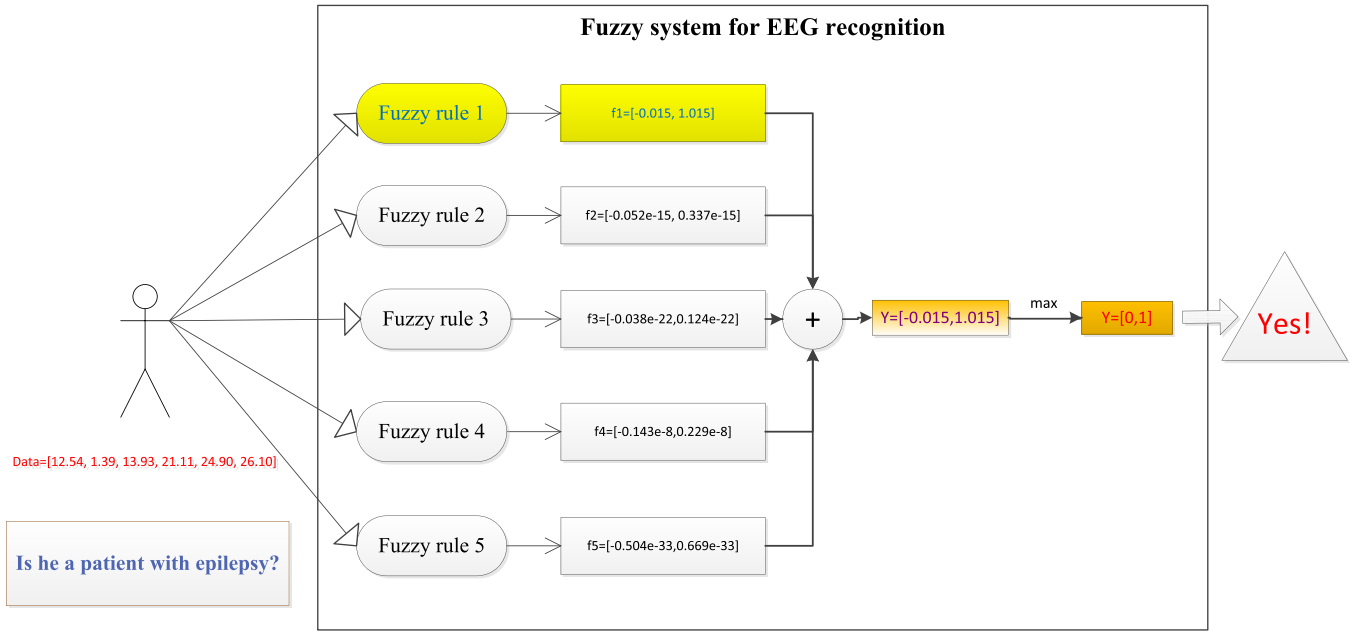 Fuzzy system for EEG recognition
Fuzzy rule 1
f1=[-0.015, 1.015]
Fuzzy rule 2
f2=[-0.052e-15, 0.337e-15]
Fuzzy rule 3
f3=[-0.038e-22,0.124e-22]
+
Y=[-0.015,1.015]
max
Y=[0,1]
Yes!
Fuzzy rule 4
f4=[-0.143e-8,0.229e-8]
Data=[12.54, 1.39, 13.93, 21.11, 24.90, 26.10]
Fuzzy rule 5
f5=[-0.504e-33,0.669e-33]
Is he a patient with epilepsy?